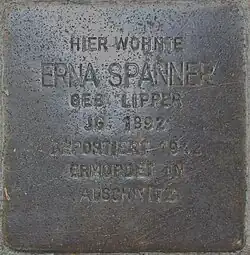 HIER WOHNTE
ERNA SPANNER
GEB. LIPPER
JG. 1892
DEPORTIERT
ERMORDET IN
AUSCHWITZ